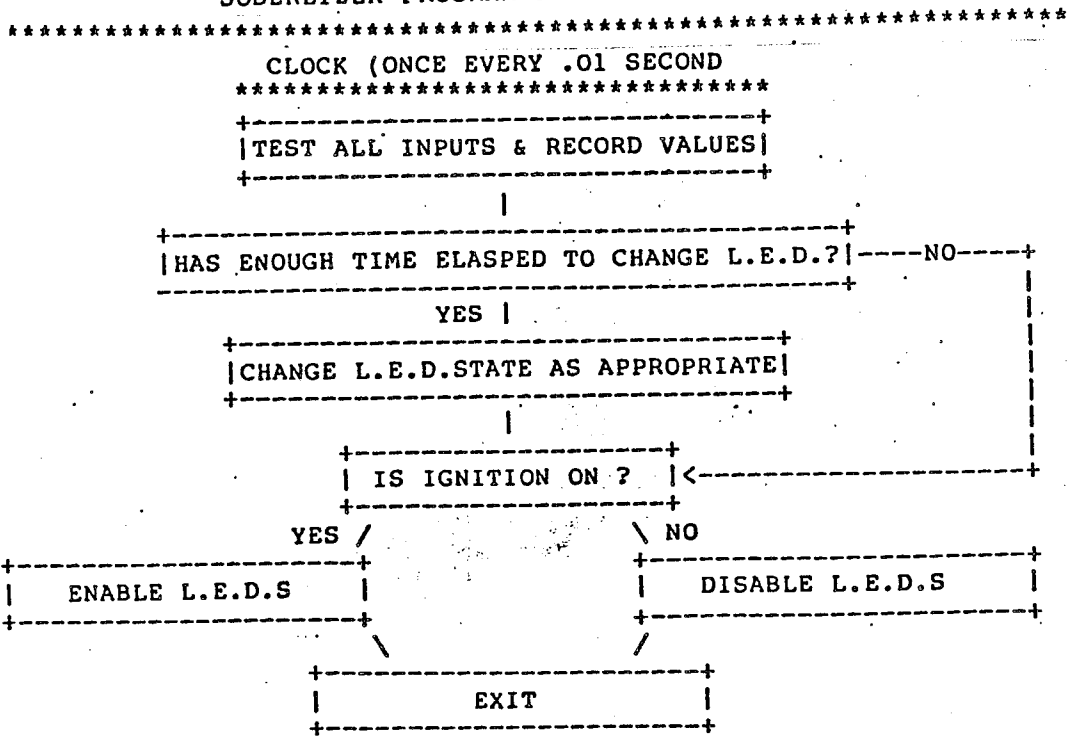 CLOCK (ONCE EVERY .01 SECOND
TEST ALL INPUTS & RECORD VALUES
HAS ENOUGH TIME ELASPED TO CHANGE L.E.D.? NO
YES
CHANGE L.E.D.STATE AS APPROPRIATE
IS IGNITION ON ?
YES NO
ENABLE L.E.D.S DISABLE L.E.D.S
EXIT